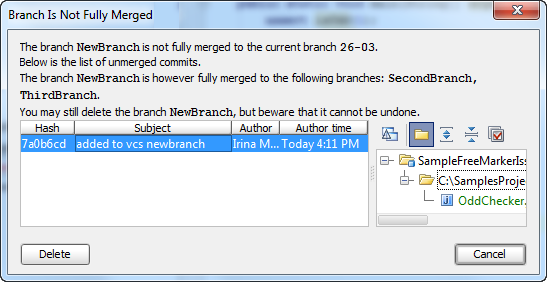 Branch Is Not Fully Merged
The branch NewBranch is not fully merged to the current branch 26-03.
Below is the list of unmerged commits.
The branch NewBranch is however fully merged to the following branches: SecondBranch,
ThirdBranch.
You may still delete the branch NewBranch, but beware that it cannot be undone.
Hash Subject Author Author time
7a0b6cd added to vcs newbranch Irina M... Today 4:11 PM
SampleFreeMarkerIss
C:\SamplesProje
OddChecker.
Delete Cancel